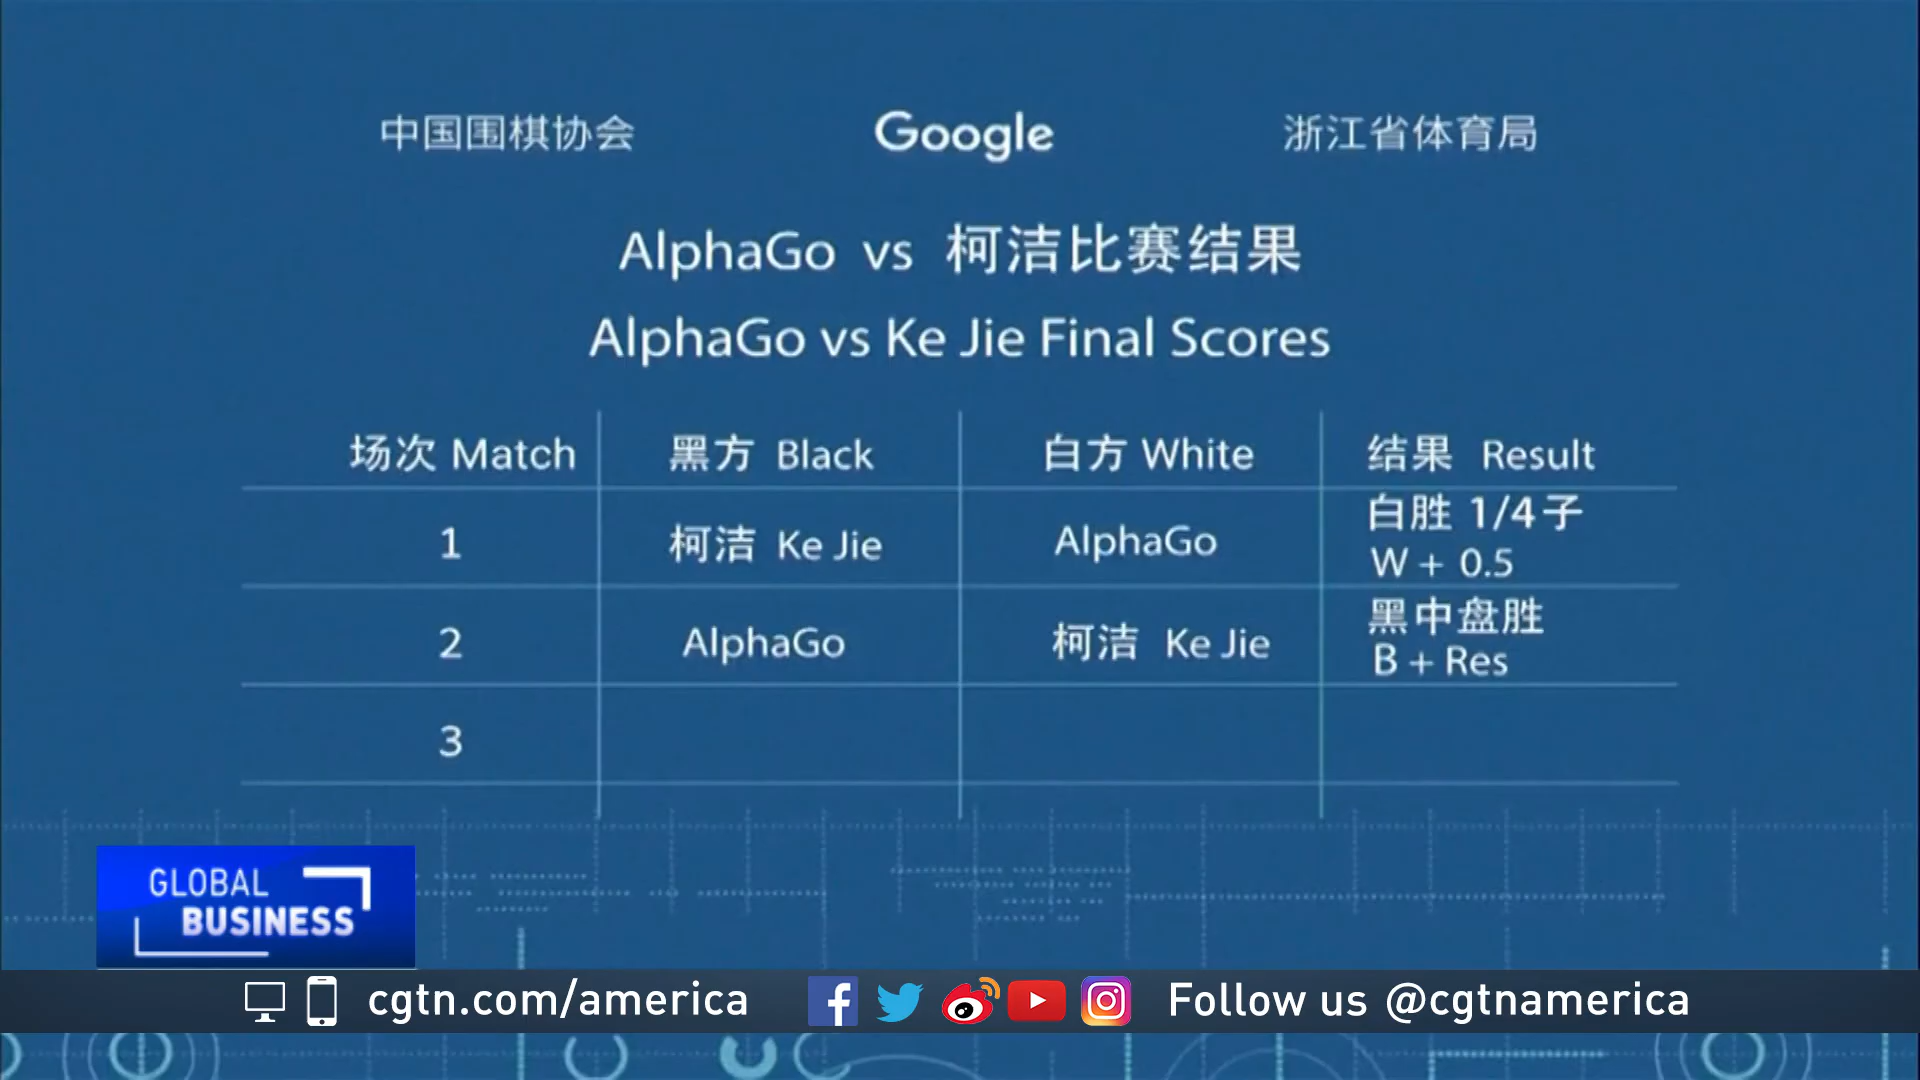 中国围棋协会 Google 浙江省体育局
AlphaGo vs 柯洁比赛结果
AlphaGo vs Ke Jie Final Scores
场次 Match 黑方 Black 白方 White 结果 Result
1 柯洁 Ke Jie AlphaGo 白胜 1/4子
W + 0.5
2 AlphaGo 柯洁 Ke Jie 黑中盘胜
B + Res
3
GLOBAL
BUSINESS
cgtn.com/america Follow us @cgtnamerica